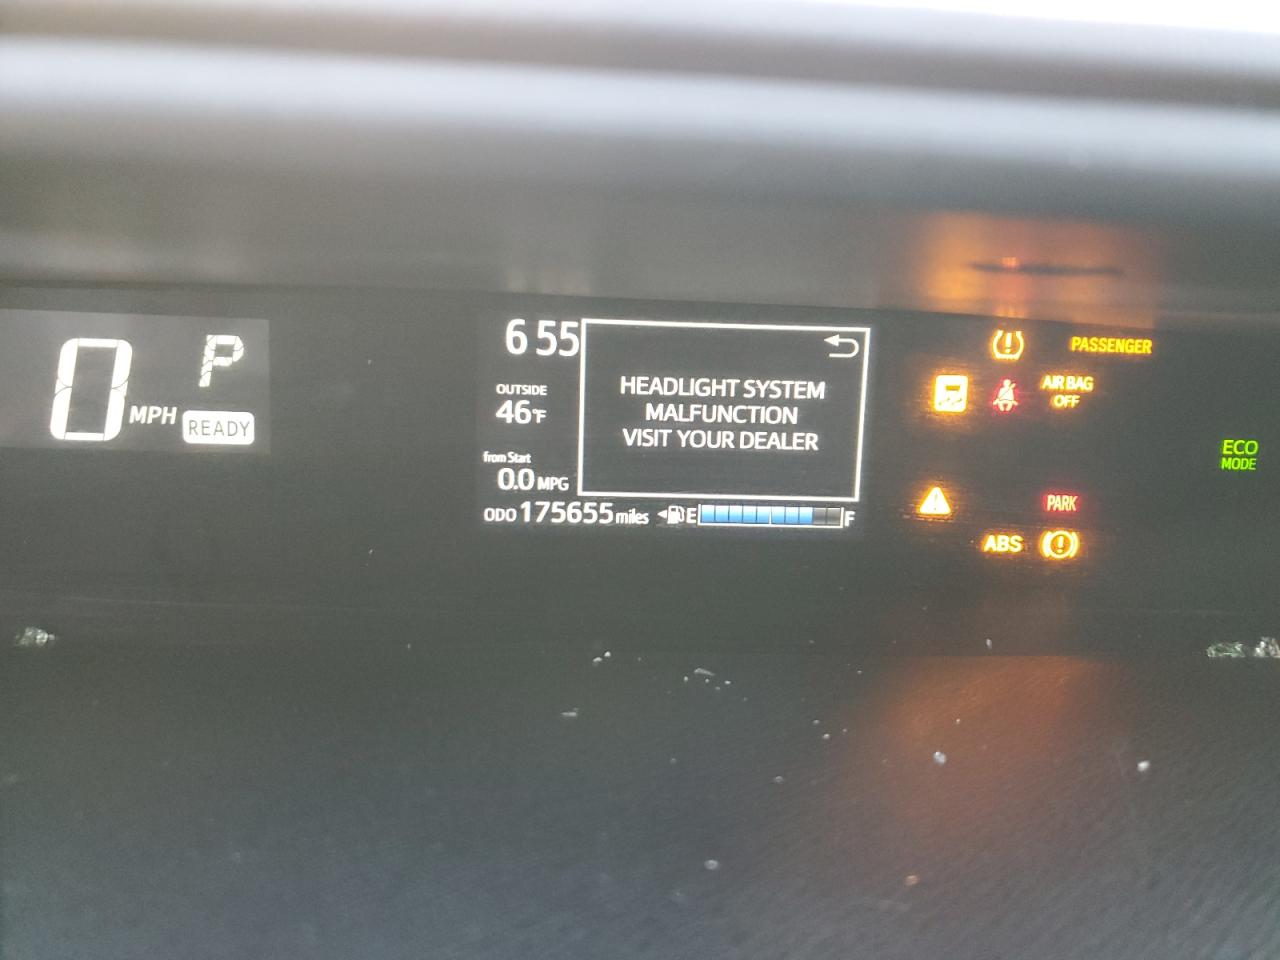 0 MPH
P
READY
6 55
OUTSIDE
46°F
from Start
0.0 MPG
HEADLIGHT SYSTEM
MALFUNCTION
VISIT YOUR DEALER
ODO 175655 miles
E F
PASSENGER
AIR BAG
OFF
PARK
ABS
ECO
MODE